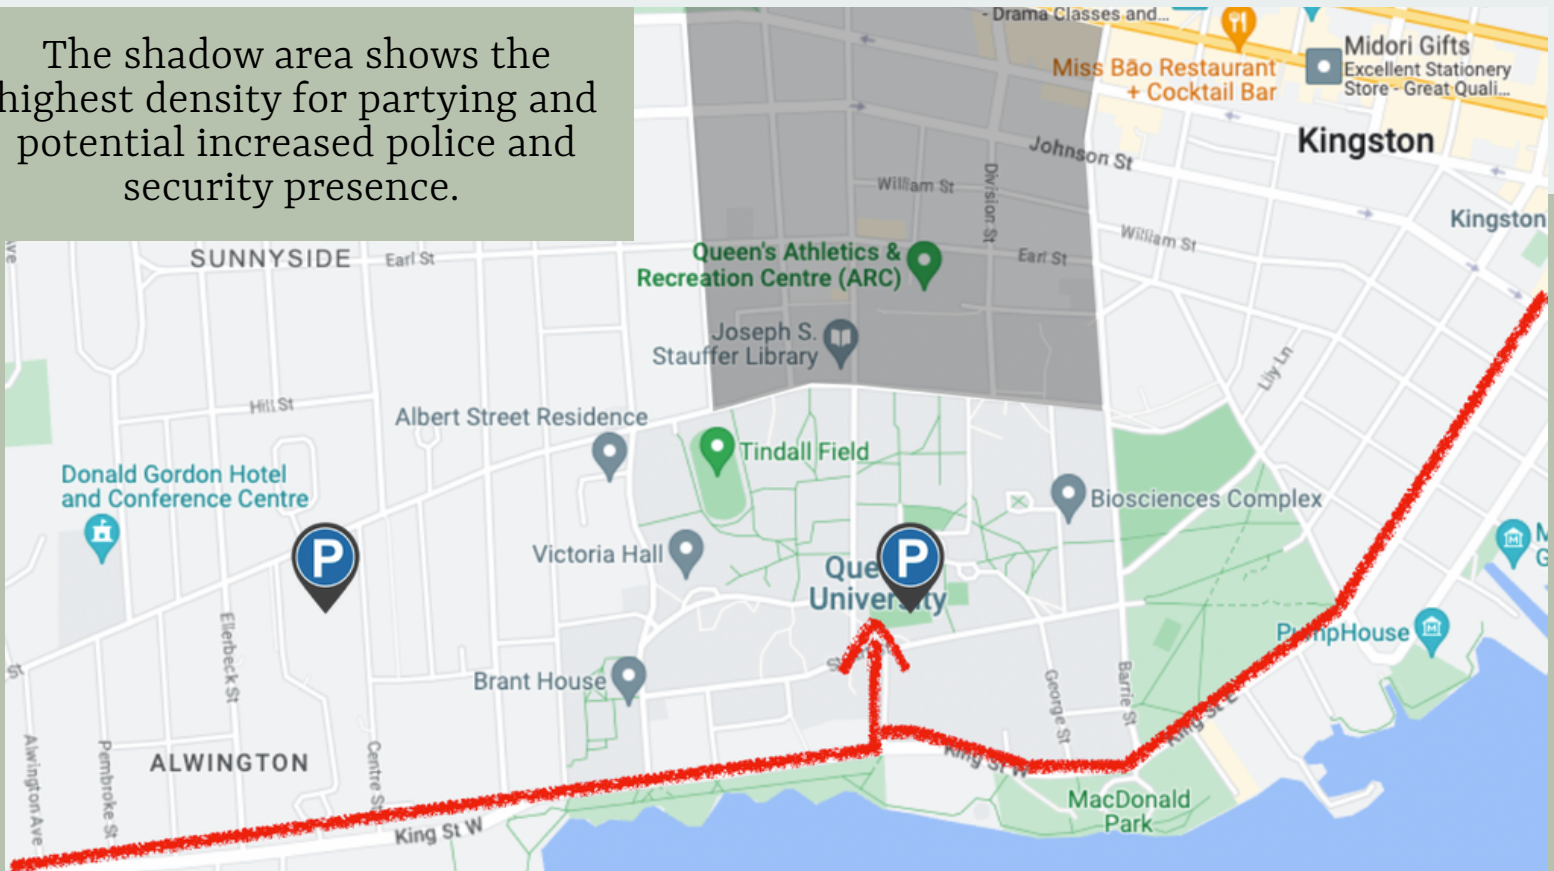 The shadow area shows the
highest density for partying and
potential increased police and
security presence.
- Drama Classes and...
Miss Bāo Restaurant
+ Cocktail Bar
Midori Gifts
Excellent Stationery
Store - Great Quali...
Kingston
Johnson St
William St
Division St
Kingston
William St
SUNNYSIDE
Earl St
Queen's Athletics &
Recreation Centre (ARC)
Earl St
Joseph S.
Stauffer Library
Lily Ln
Hill St
Albert Street Residence
Tindall Field
Donald Gordon Hotel
and Conference Centre
Biosciences Complex
P
P
Victoria Hall
University
PumpHouse
Ellerbeck St
Brant House
George St
Barrie St
King St E
Alwington Ave
Pembroke St
ALWINGTON
Centre St
King St W
King St W
MacDonald
Park